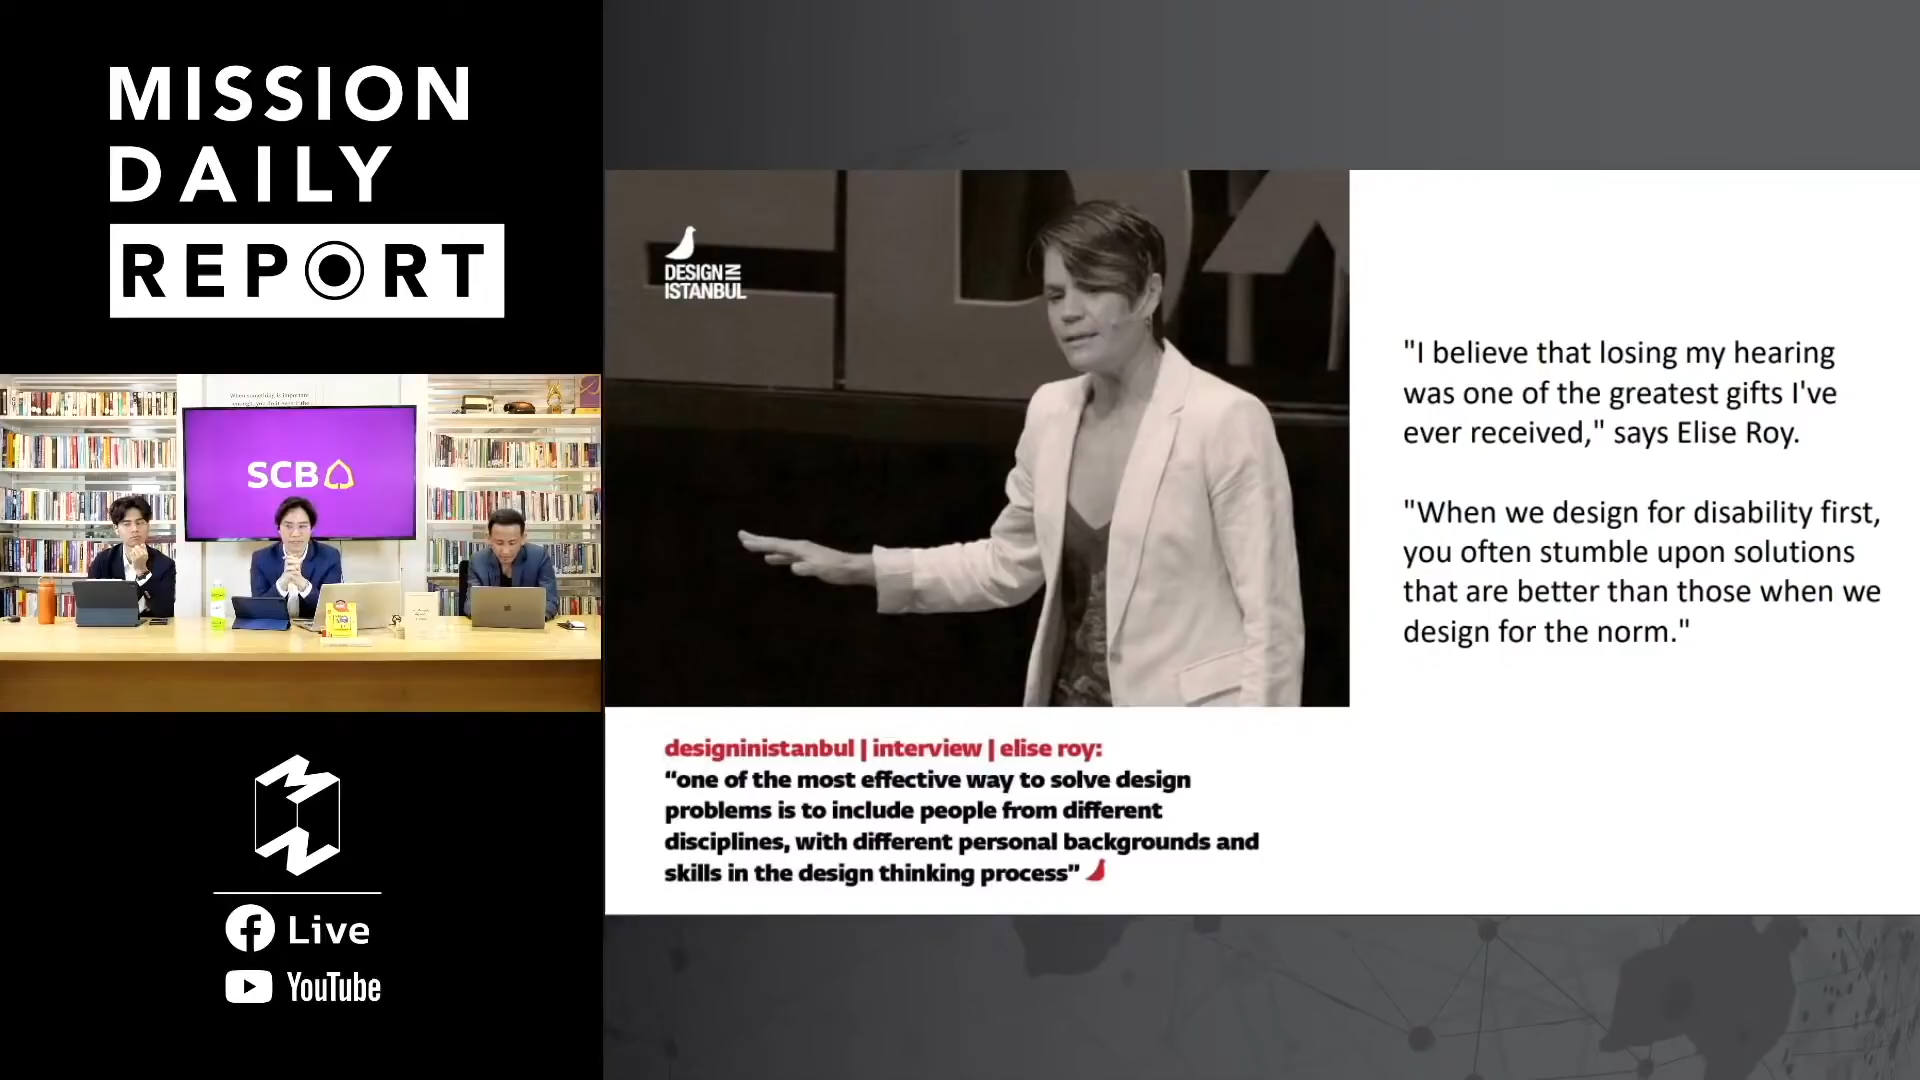 MISSION
DAILY
REPORT
When something is important
SCB
Live
YouTube
DESIGN IN
ISTANBUL
designinistanbul | interview | elise roy:
“one of the most effective way to solve design
problems is to include people from different
disciplines, with different personal backgrounds and
skills in the design thinking process”
"I believe that losing my hearing
was one of the greatest gifts I've
ever received," says Elise Roy.
"When we design for disability first,
you often stumble upon solutions
that are better than those when we
design for the norm."